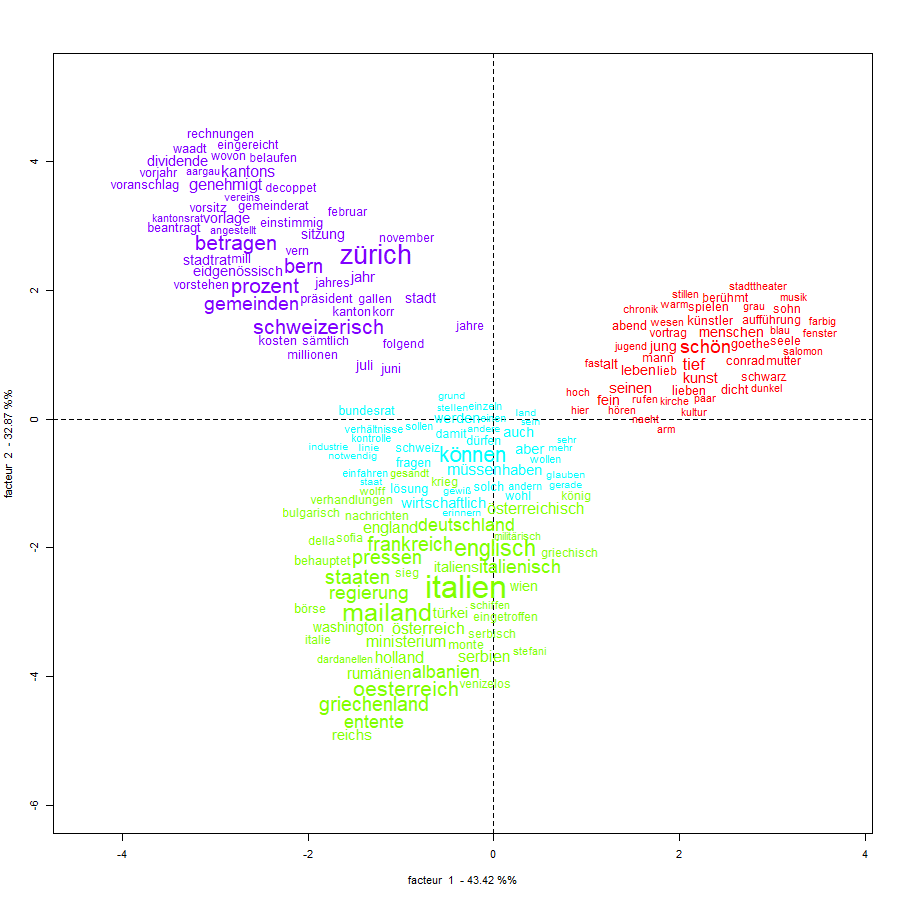 rechnungen
waadt eingereicht
dividende wovon belaufen
vorjahr aargau kantons
voranschlag genehmigt decoppet
vereins
vorsitz gemeinderat februar
kantonsrat vorlage einstimmig
beantragt angestellt sitzung november
betragen vern zürich
stadtrat mill
eidgenössisch bern jahr
vorstehen prozent jahres
gemeinden präsident gallen stadt
kanton korr
schweizerisch jahre
kosten sämtlich folgend
millionen
juli juni
stadttheater
stillen berühmt musik
chronik warm spielen grau sohn
abend wesen künstler aufführung farbig
vortrag menschen blau fenster
jugend jung schön goethe seele
mann salomon
fast alt tief conrad mutter
leben lieb kunst schwarz
hoch seinen lieben dicht dunkel
fein rufen kirche paar
hier hören kultur
nacht
arm
grund
bundesrat stellen einzeln
werden einen land
sein
verhältnisse sollen damit andere auch
kontrolle dürfen sehr
industrie linie schweiz aber mehr
notwendig können wollen
fragen müssen haben
einfahren gesandt glauben
staat krieg gerade
wolff lösung gewiß solch andern
wohl könig
verhandlungen wirtschaftlich österreichisch
bulgarisch nachrichten erinnern
england deutschland
della sofia militärisch
frankreich englisch griechisch
behauptet pressen
italiens italienisch
staaten sieg
regierung italien wien
börse mailand türkei schiffen
eingetroffen
washington österreich serbisch
italie ministerium monte
dardanellen holland serbien stefani
rumänien albanien
oesterreich venizelos
griechenland
entente
reichs
4
2
0
-2
-4
-6
facteur 2 - 32.87 %%
-4 -2 0 2 4
facteur 1 - 43.42 %%